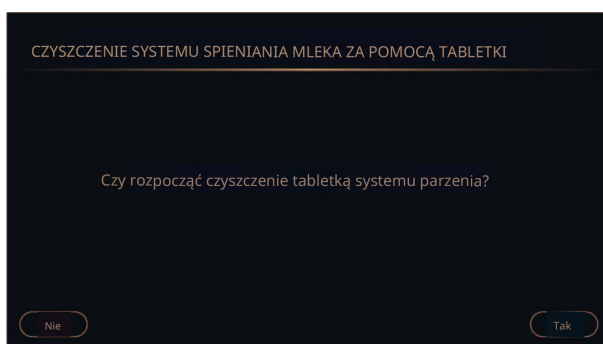 CZYSZCZENIE SYSTEMU SPIENIANIA MLEKA ZA POMOCĄ TABLETKI
Czy rozpocząć czyszczenie tabletką systemu parzenia?
Nie
Tak